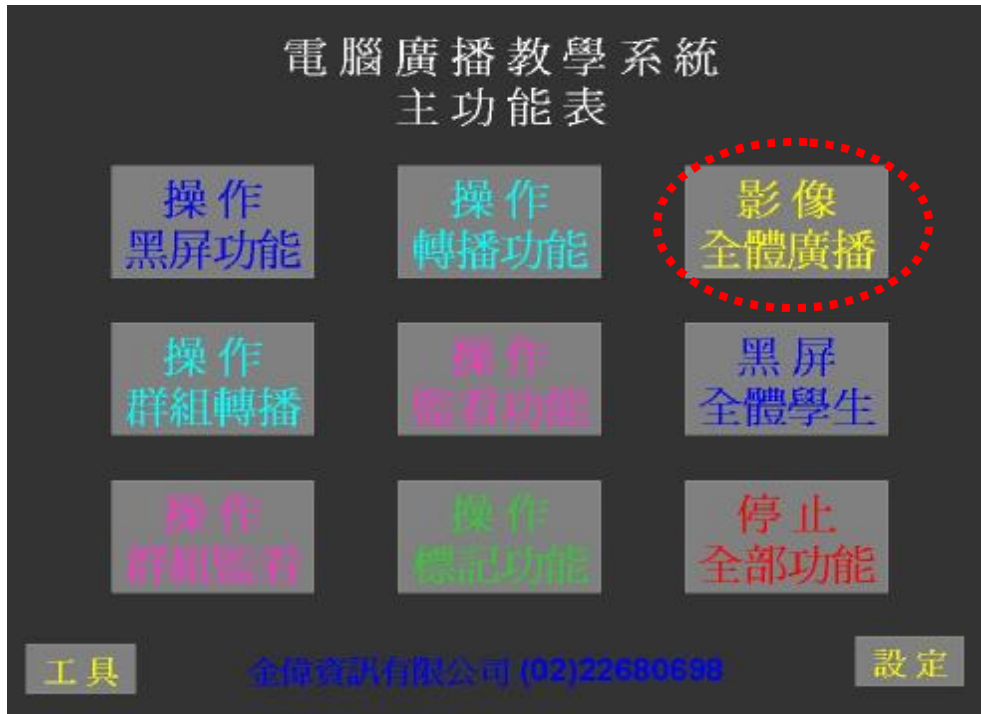 電腦廣播教學系統
主功能表
操作
黑屏功能
操作
轉播功能
影像
全體廣播
操作
群組轉播
操作
監看功能
黑屏
全體學生
操作
群組監看
操作
標記功能
停止
全部功能
工具
金偉資訊有限公司 (02)22680698
設定